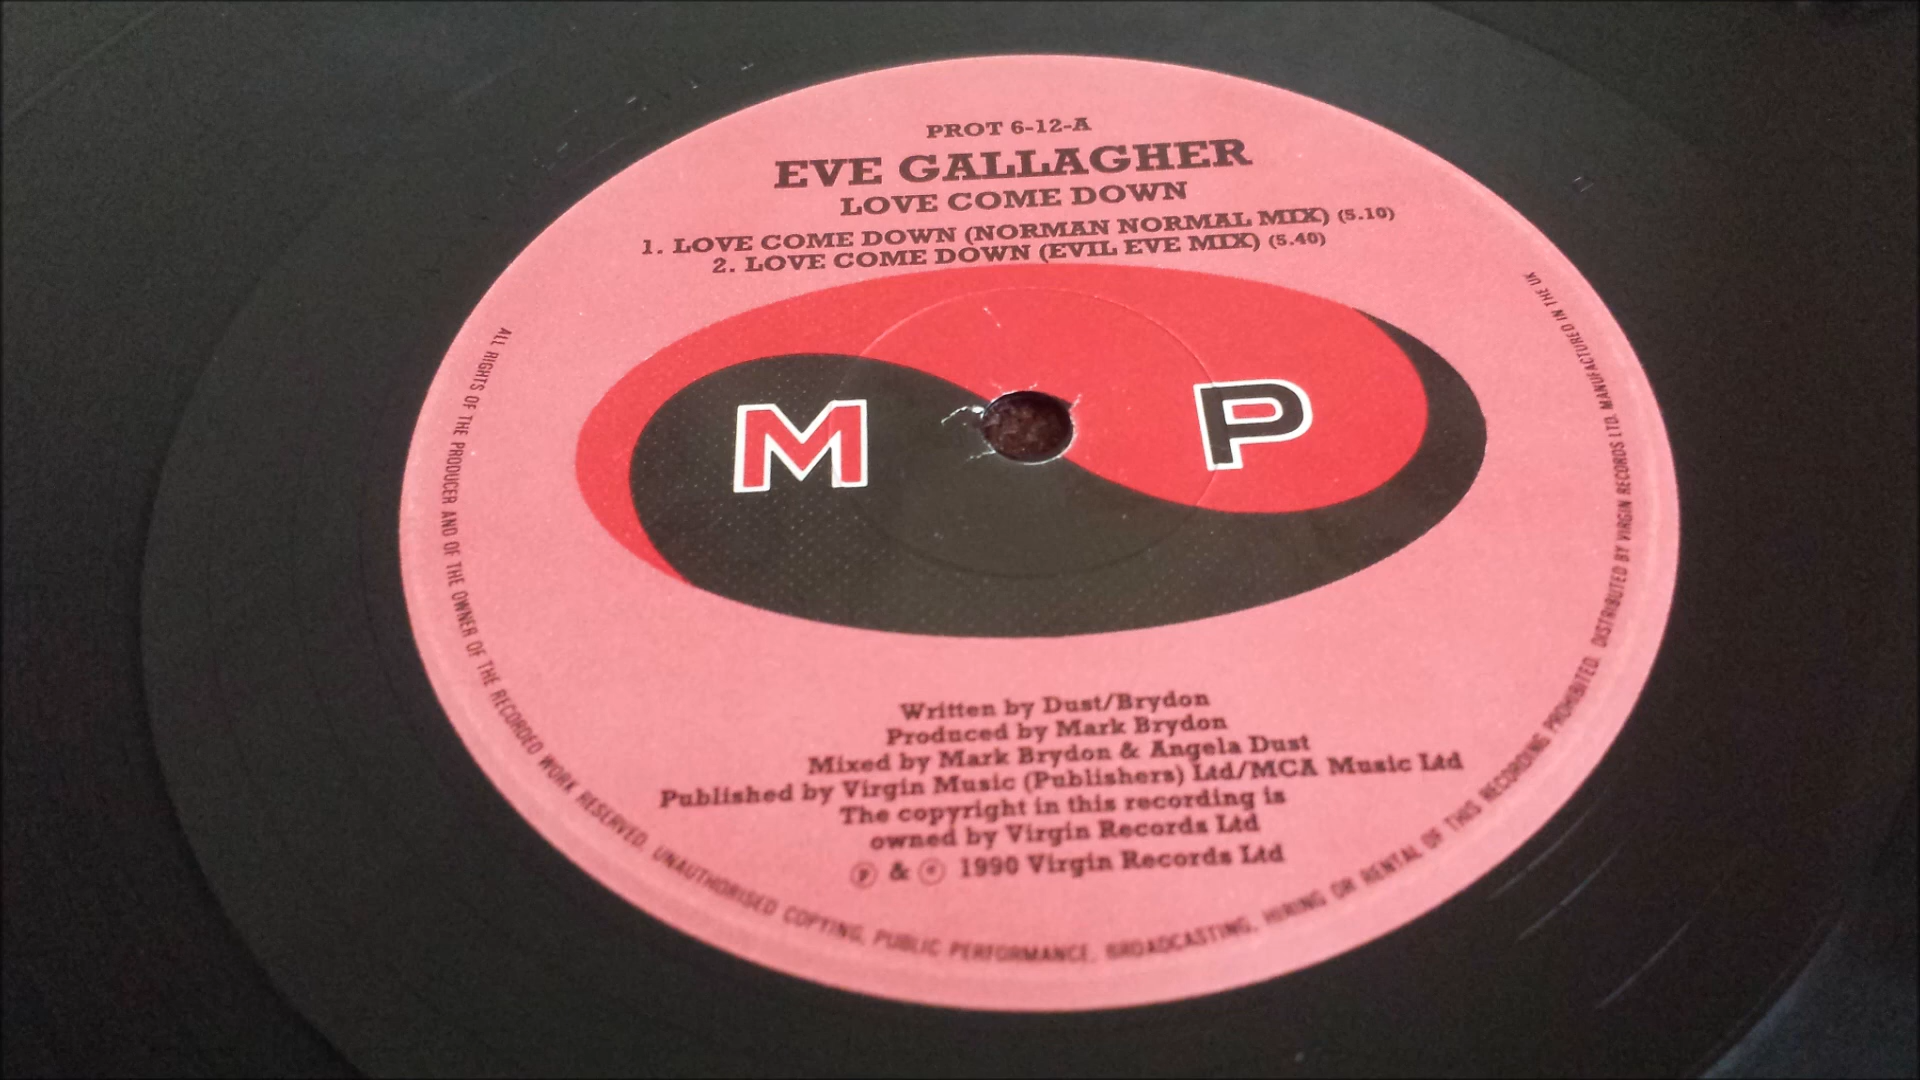 PROT 6-12-A
EVE GALLAGHER
LOVE COME DOWN
1. LOVE COME DOWN (NORMAN NORMAL MIX) (5.10)
2. LOVE COME DOWN (EVIL EVE MIX) (5.40)
M P
Written by Dust/Brydon
Produced by Mark Brydon
Mixed by Mark Brydon & Angela Dust
Published by Virgin Music (Publishers) Ltd/MCA Music Ltd
The copyright in this recording is
owned by Virgin Records Ltd
℗ & © 1990 Virgin Records Ltd
ALL RIGHTS OF THE PRODUCER AND OF THE OWNER OF THE RECORDED WORK RESERVED. UNAUTHORISED COPYING, PUBLIC PERFORMANCE, BROADCASTING, HIRING OR RENTAL OF THIS RECORDING PROHIBITED. DISTRIBUTED BY VIRGIN RECORDS LTD. MANUFACTURED IN THE UK